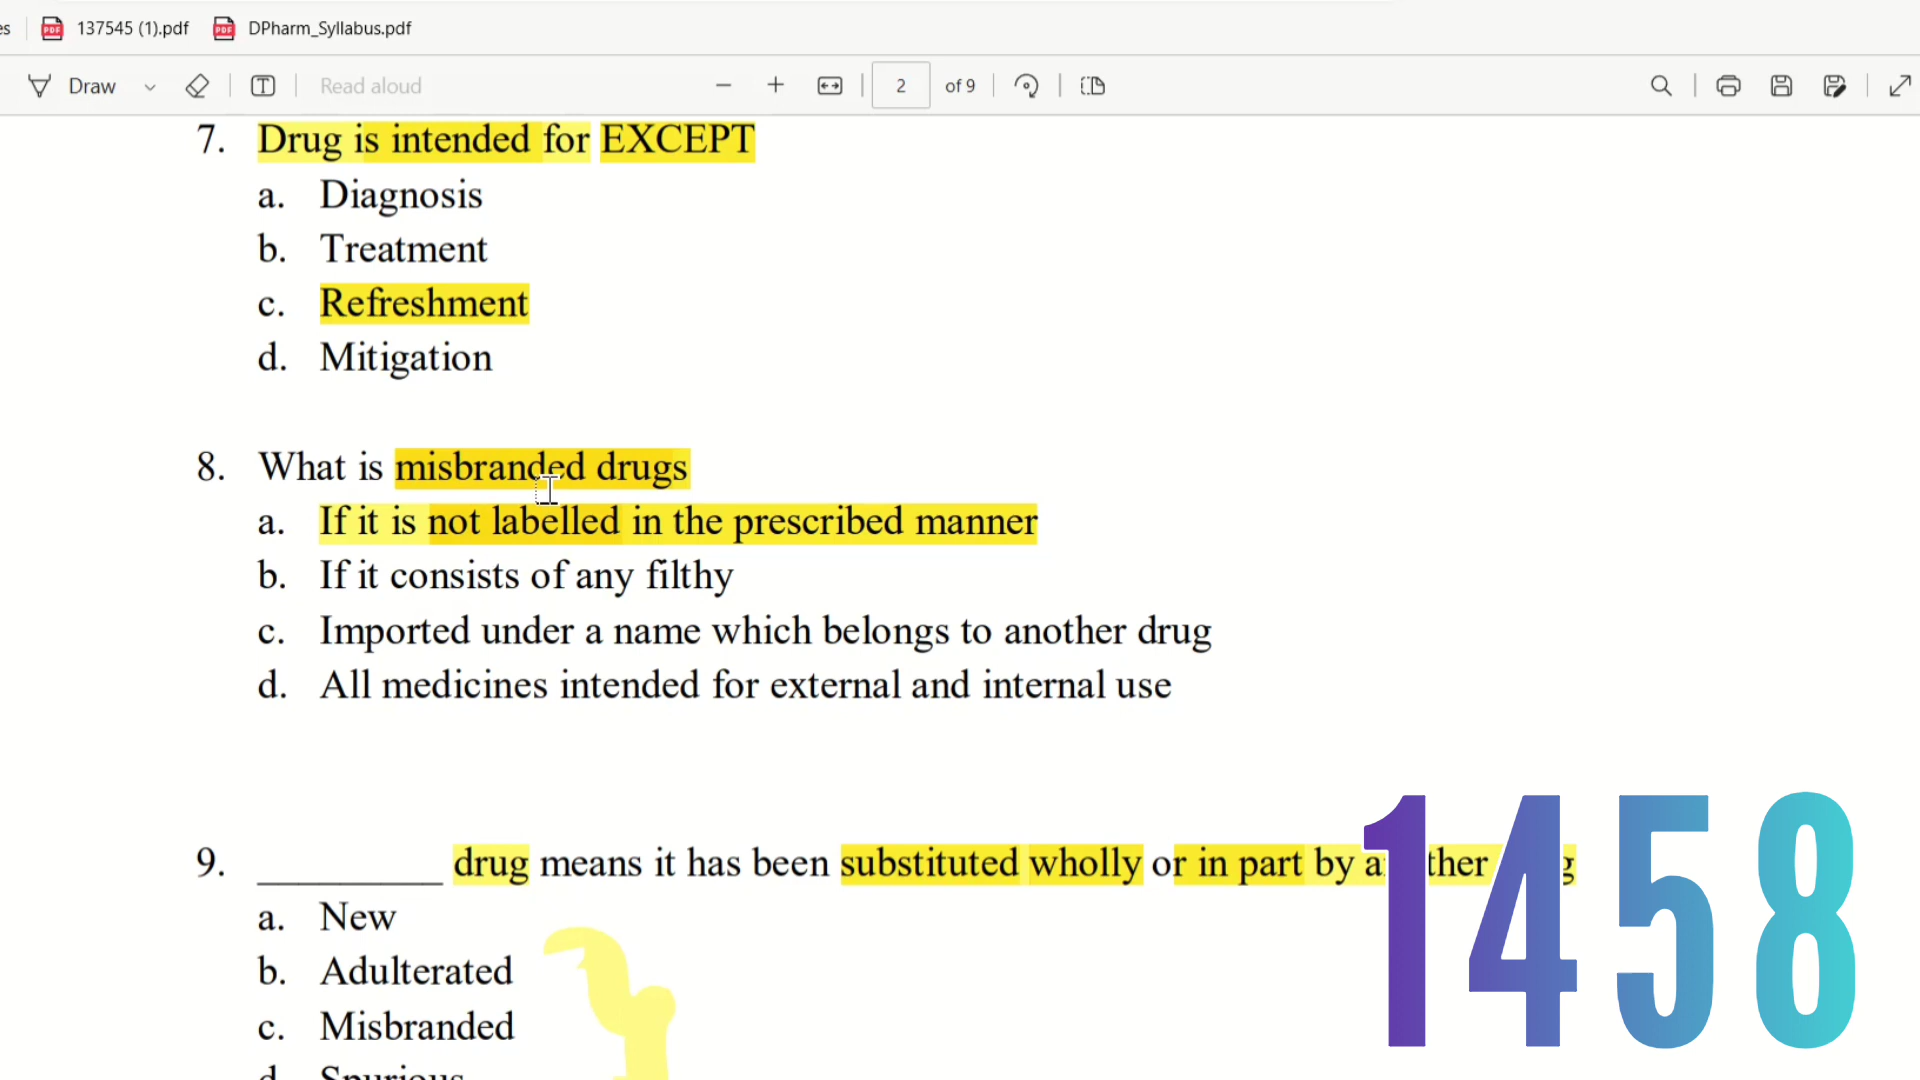 es 137545 (1).pdf DPharm_Syllabus.pdf
Draw Read aloud 2 of 9
7. Drug is intended for EXCEPT
a. Diagnosis
b. Treatment
c. Refreshment
d. Mitigation
8. What is misbranded drugs
a. If it is not labelled in the prescribed manner
b. If it consists of any filthy
c. Imported under a name which belongs to another drug
d. All medicines intended for external and internal use
9. _________ drug means it has been substituted wholly or in part by
a. New
b. Adulterated
c. Misbranded
d. Spurious
1458